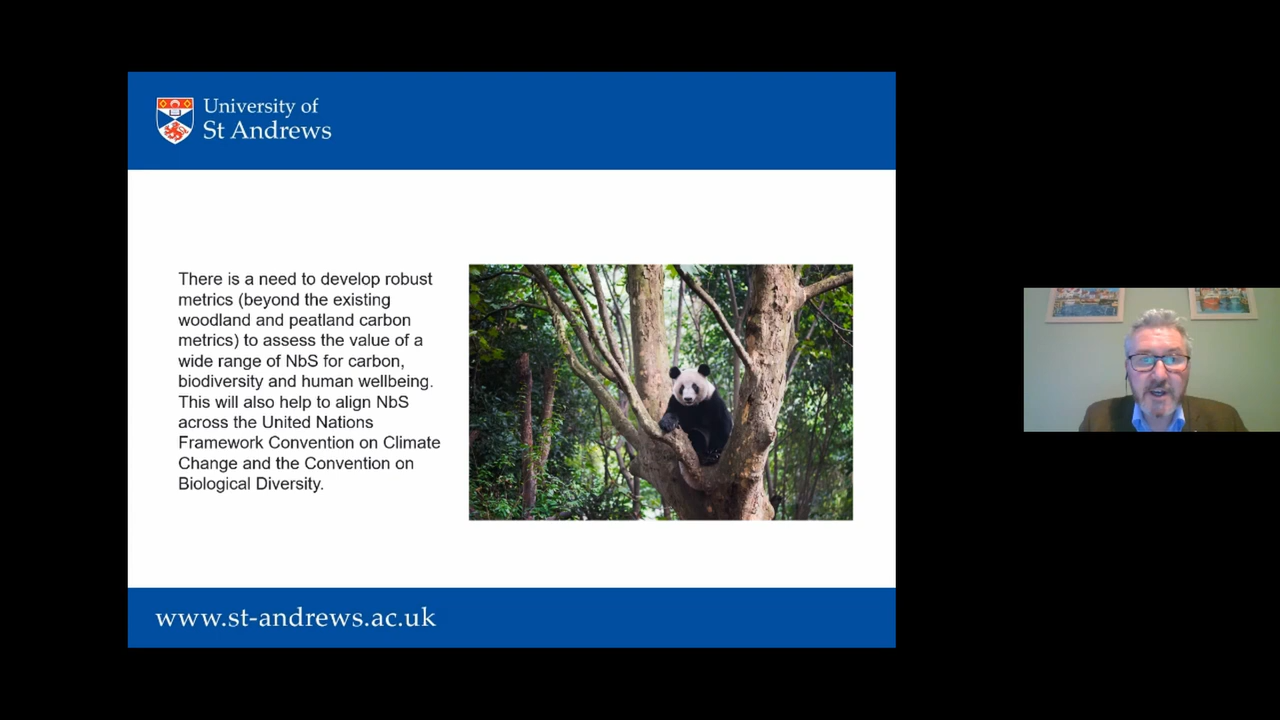 University of
St Andrews
There is a need to develop robust
metrics (beyond the existing
woodland and peatland carbon
metrics) to assess the value of a
wide range of NbS for carbon,
biodiversity and human wellbeing.
This will also help to align NbS
across the United Nations
Framework Convention on Climate
Change and the Convention on
Biological Diversity.
www.st-andrews.ac.uk